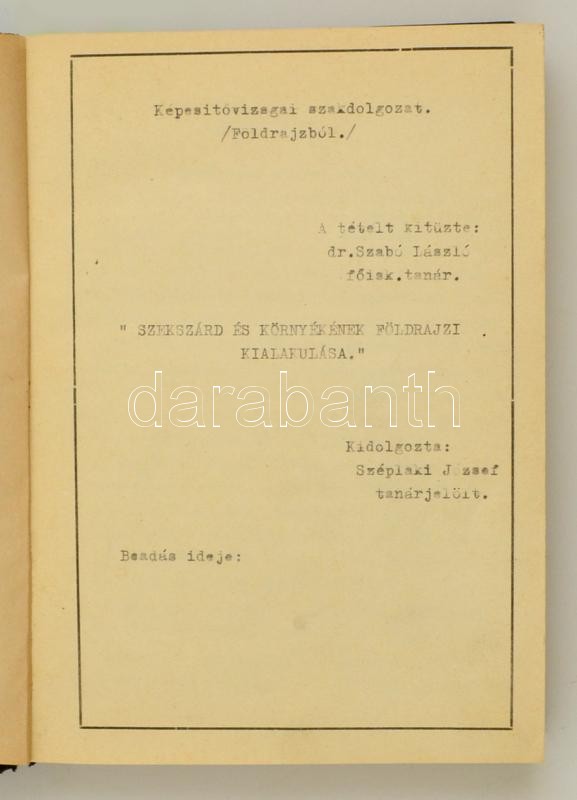 Képesitővizsgai szakdolgozat.
/Földrajzból./
A tételt kitüzte:
dr.Szabó László
főisk.tanár.
" SZEKSZÁRD ÉS KÖRNYÉKÉNEK FÖLDRAJZI
KIALAKULÁSA."
darabanth
Kidolgozta:
Széplaki József
tanárjelölt.
Beadás ideje: